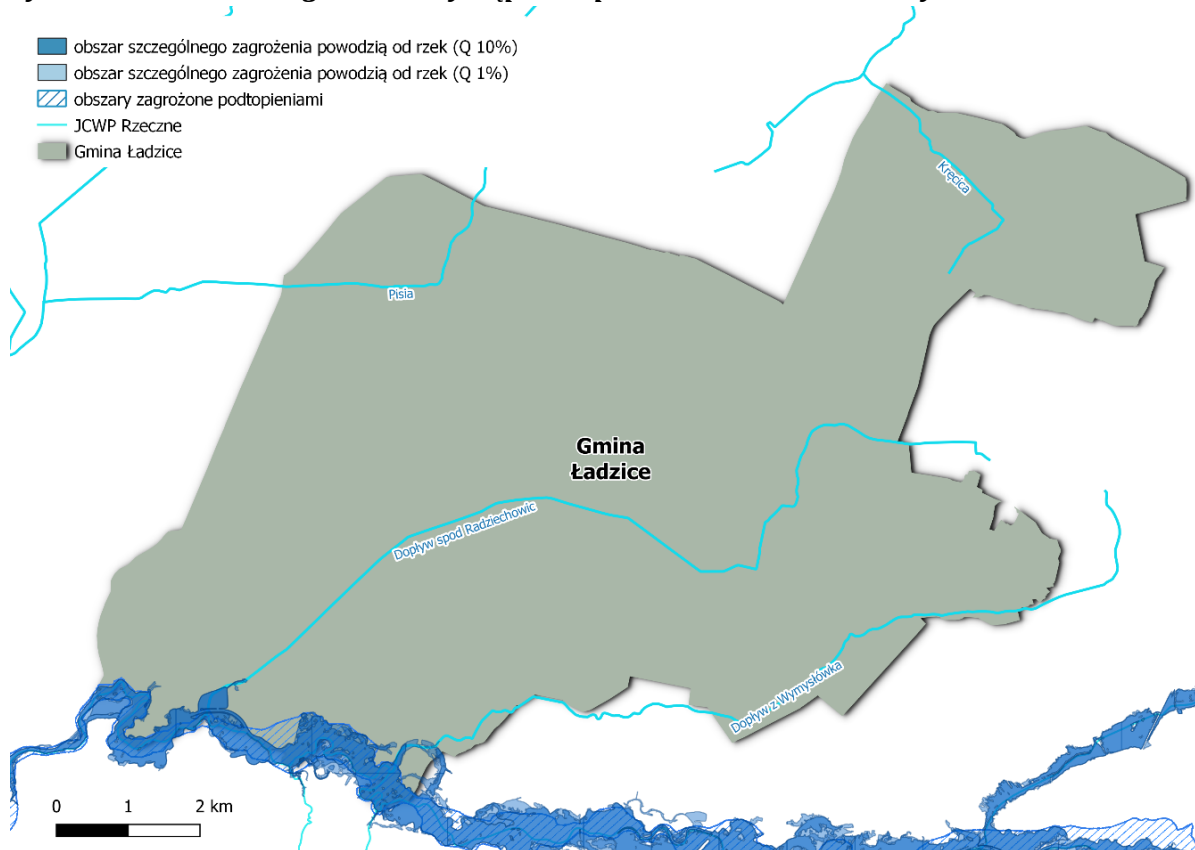 obszar szczególnego zagrożenia powodzią od rzek (Q 10%)
obszar szczególnego zagrożenia powodzią od rzek (Q 1%)
obszary zagrożone podtopieniami
JCWP Rzeczne
Gmina Ładzice
Kręcica
Pisia
Gmina
Ładzice
Dopływ spod Radziechowic
Dopływ z Wymysłówka
0 1 2 km